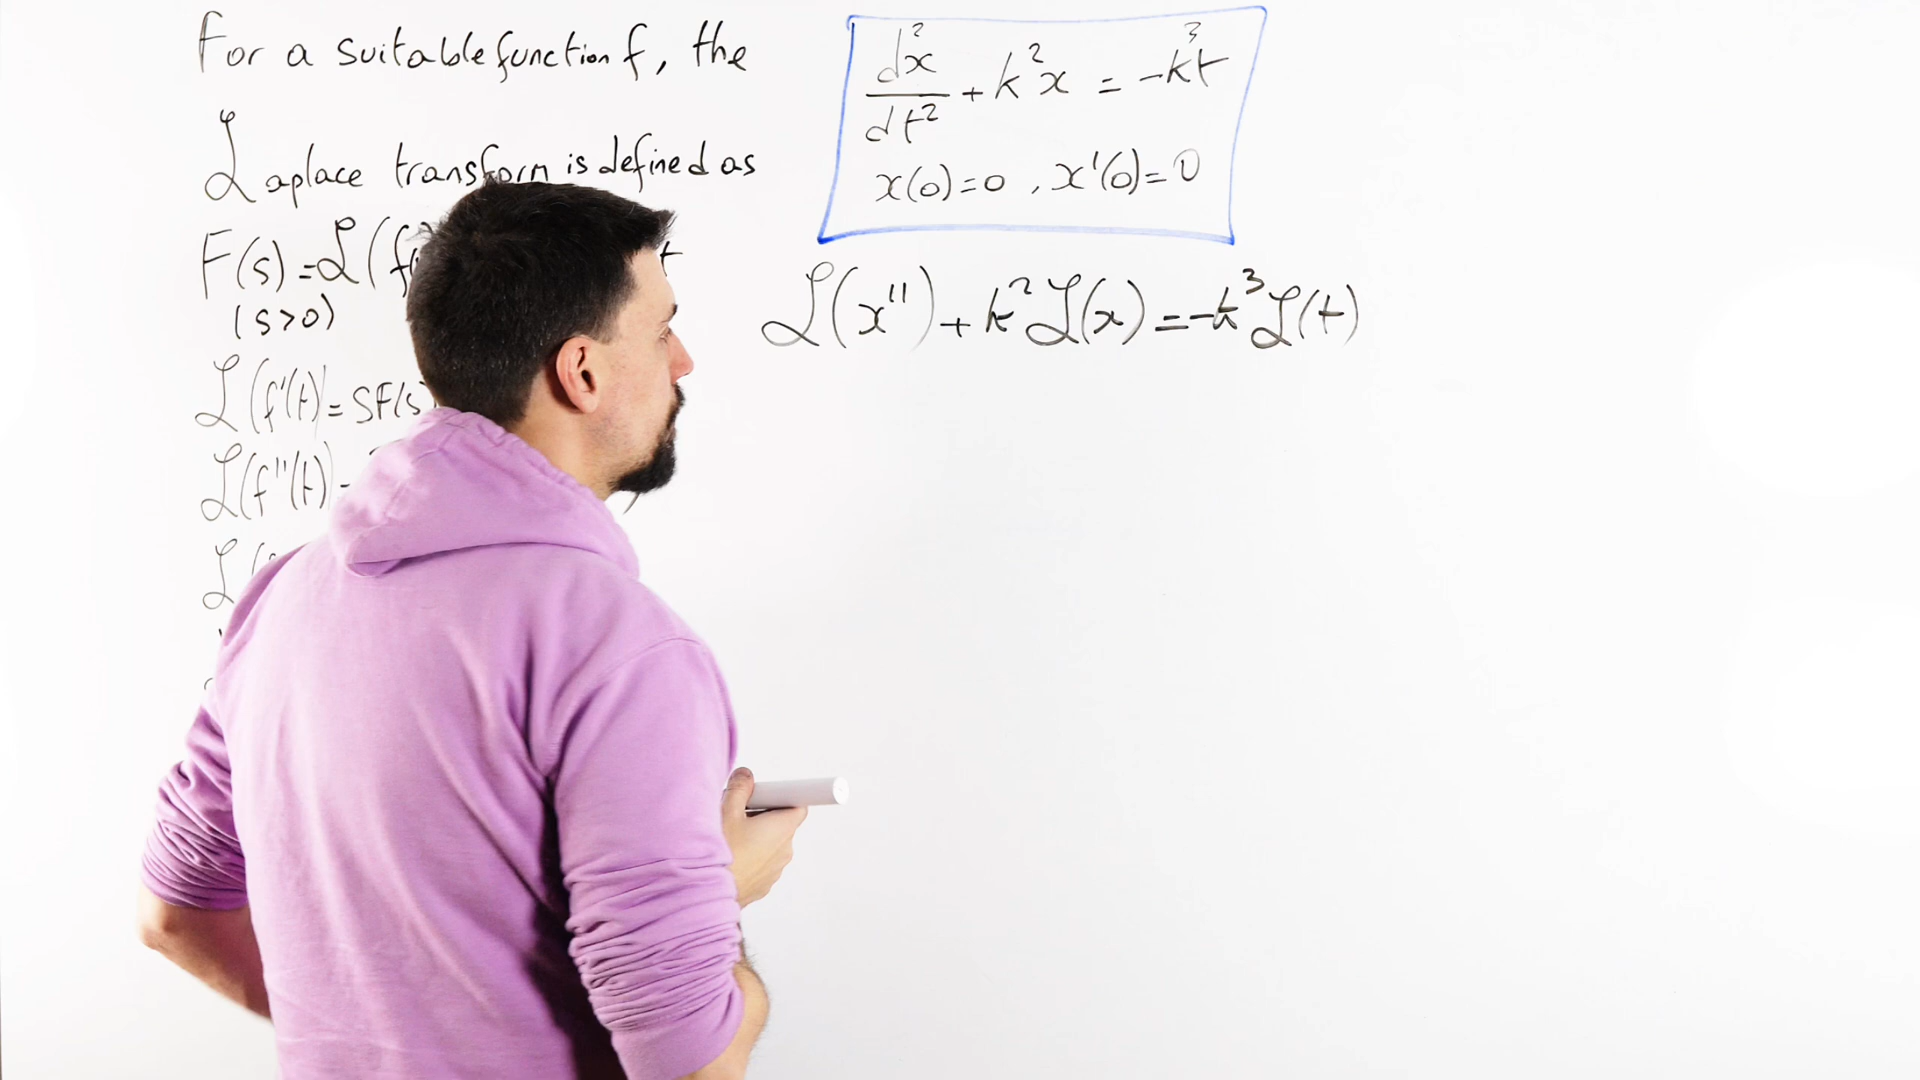 For a suitable function f, the
Laplace transform is defined as
F(s)=ℒ(f
(s>0)
ℒ(f'(t)=SF(s)
ℒ(f''(t)
ℒ(
d²x/dt² + k²x = -k³t
x(0)=0, x'(0)=0
ℒ(x'')+k²ℒ(x)=-k³ℒ(t)